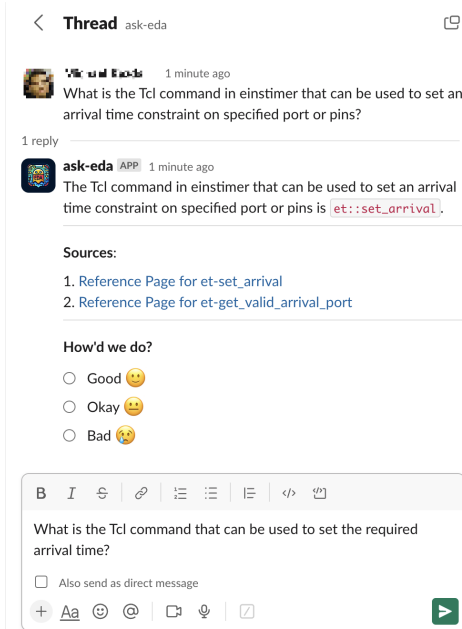 Thread ask-eda
1 minute ago
What is the Tcl command in einstimer that can be used to set an
arrival time constraint on specified port or pins?
1 reply
ask-eda APP 1 minute ago
The Tcl command in einstimer that can be used to set an arrival
time constraint on specified port or pins is et::set_arrival.
Sources:
1. Reference Page for et-set_arrival
2. Reference Page for et-get_valid_arrival_port
How'd we do?
Good
Okay
Bad
B I S
What is the Tcl command that can be used to set the required
arrival time?
Also send as direct message
Aa